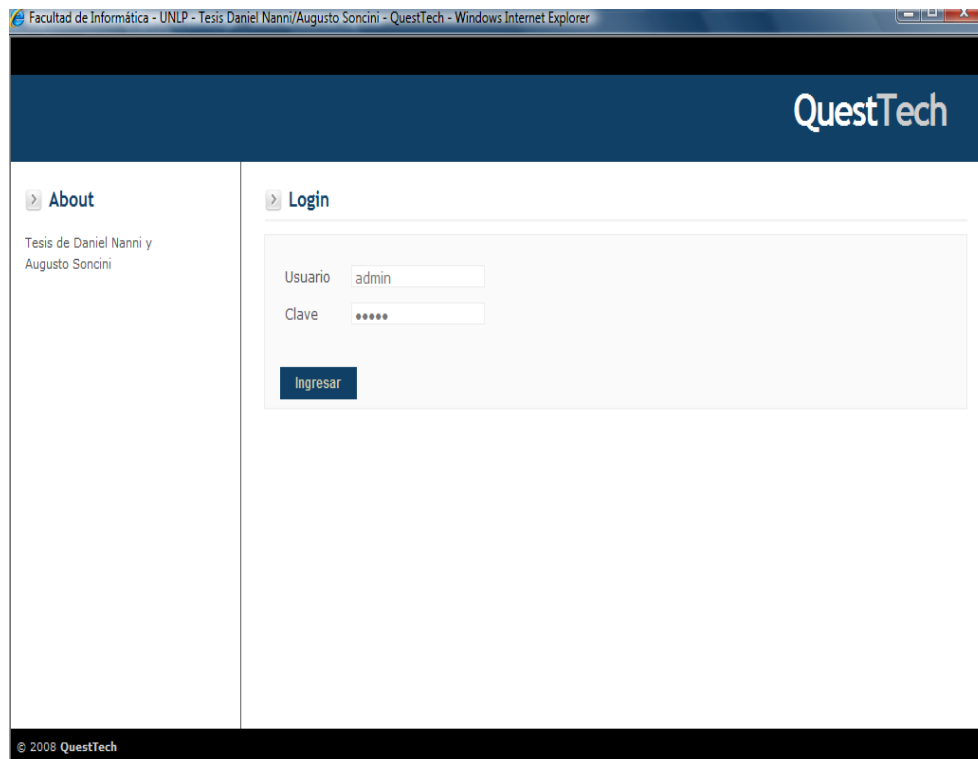 Facultad de Informática - UNLP - Tesis Daniel Nanni/Augusto Soncini - QuestTech - Windows Internet Explorer
QuestTech
About
Tesis de Daniel Nanni y
Augusto Soncini
Login
Usuario admin
Clave •••••
Ingresar
© 2008 QuestTech